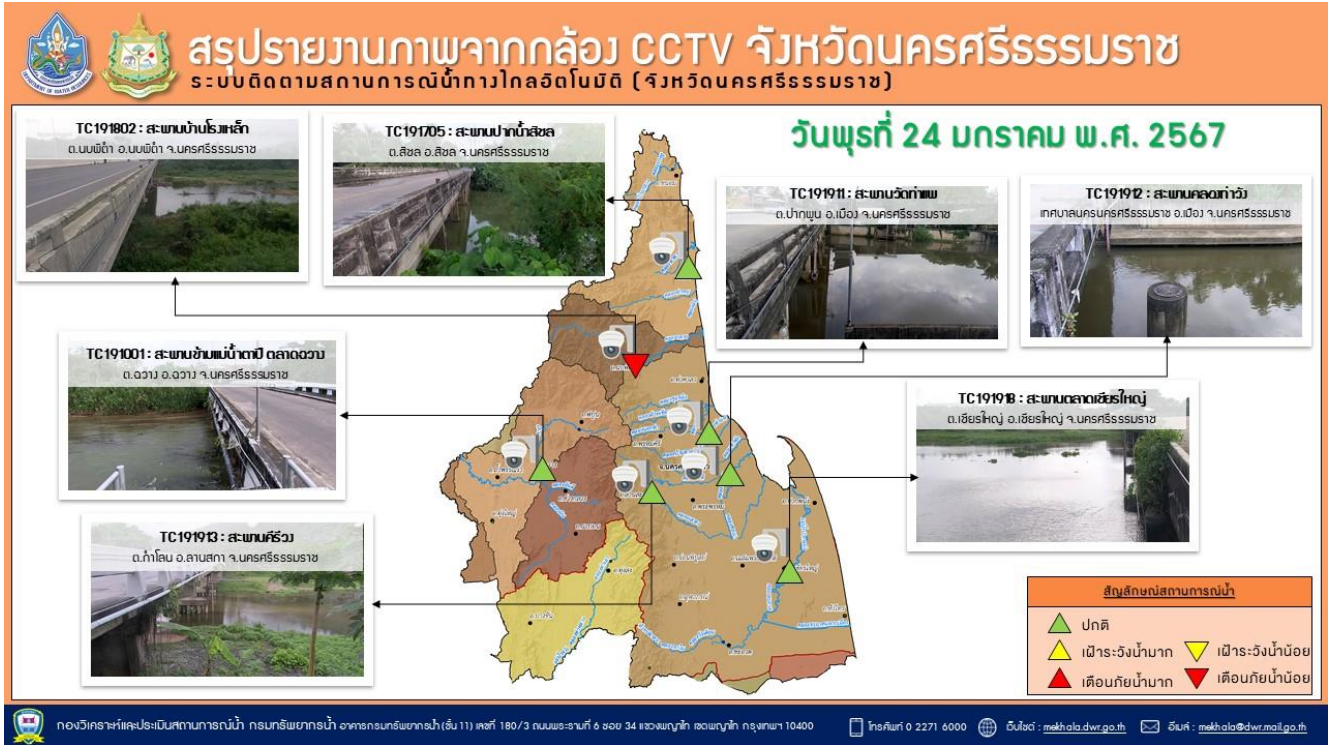 สรุปรายงานภาพจากกล้อง CCTV จังหวัดนครศรีธรรมราช
ระบบติดตามสถานการณ์น้ำทางไกลอัตโนมัติ (จังหวัดนครศรีธรรมราช)
วันพุธที่ 24 มกราคม พ.ศ. 2567
TC191802 : สะพานบ้านโรงเหล็ก
ต.นบพิตำ อ.นบพิตำ จ.นครศรีธรรมราช
TC191705 : สะพานปากน้ำสิชล
ต.สิชล อ.สิชล จ.นครศรีธรรมราช
TC191911 : สะพานวัดท่าแพ
ต.ปากพูน อ.เมือง จ.นครศรีธรรมราช
TC191912 : สะพานคลองท่าวัง
เทศบาลนครนครศรีธรรมราช อ.เมือง จ.นครศรีธรรมราช
TC191001 : สะพานข้ามแม่น้ำตาปี ตลาดฉวาง
ต.ฉวาง อ.ฉวาง จ.นครศรีธรรมราช
TC191918 : สะพานตลาดเชียรใหญ่
ต.เชียรใหญ่ อ.เชียรใหญ่ จ.นครศรีธรรมราช
TC191913 : สะพานคีรีวง
ต.กำโลน อ.ลานสกา จ.นครศรีธรรมราช
สัญลักษณ์สถานการณ์น้ำ
ปกติ
เฝ้าระวังน้ำมาก เฝ้าระวังน้ำน้อย
เตือนภัยน้ำมาก เตือนภัยน้ำน้อย
กองวิเคราะห์และประเมินสถานการณ์น้ำ กรมทรัพยากรน้ำ อาคารกรมทรัพยากรน้ำ (ชั้น 11) เลขที่ 180/3 ถนนพระรามที่ 6 ซอย 34 แขวงพญาไท เขตพญาไท กรุงเทพฯ 10400 โทรศัพท์ 0 2271 6000 เว็บไซต์ : mekhala.dwr.go.th อีเมล์ : mekhala@dwr.mail.go.th